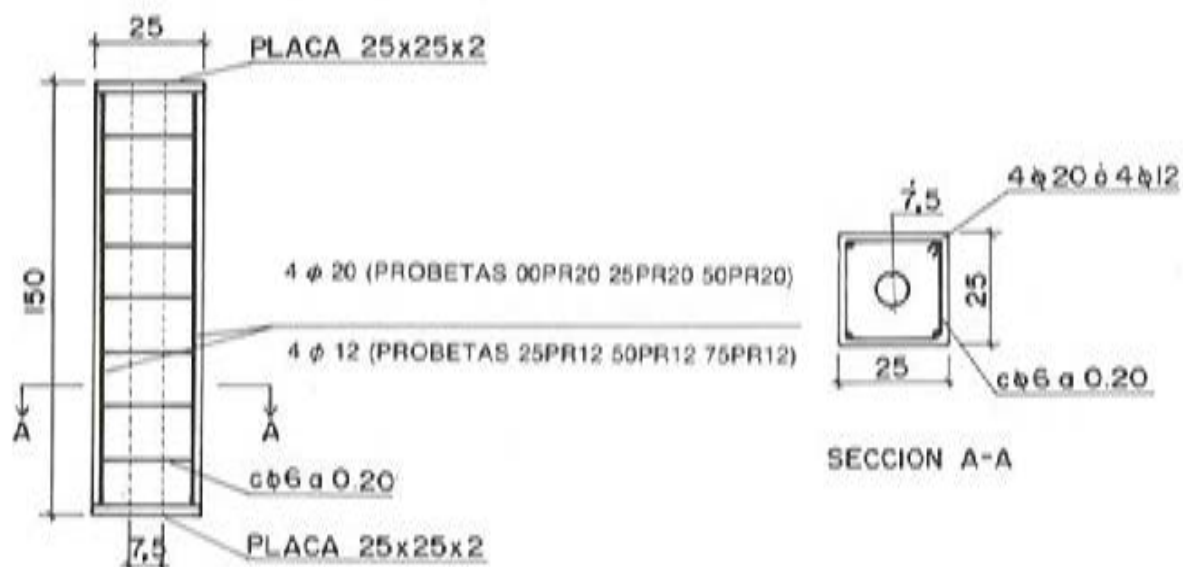 25
PLACA 25x25x2
150
4 ϕ 20 (PROBETAS 00PR20 25PR20 50PR20)
4 ϕ 12 (PROBETAS 25PR12 50PR12 75PR12)
A A
cϕ6 a 0.20
7,5
PLACA 25x25x2
4ϕ20 ó 4ϕ12
7,5
25
25
cϕ6 a 0.20
SECCION A-A